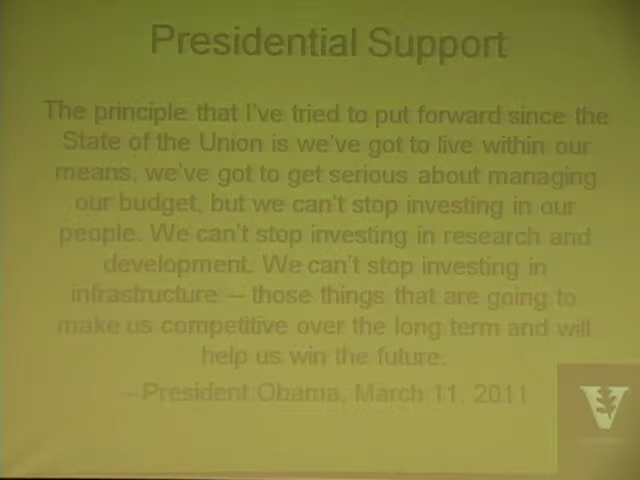 Presidential Support
The principle that I've tried to put forward since the
State of the Union is we've got to live within our
means, we've got to get serious about managing
our budget, but we can't stop investing in our
people. We can't stop investing in research and
development. We can't stop investing in
infrastructure – those things that are going to
make us competitive over the long term and will
help us win the future.
- President Obama, March 11, 2011
V